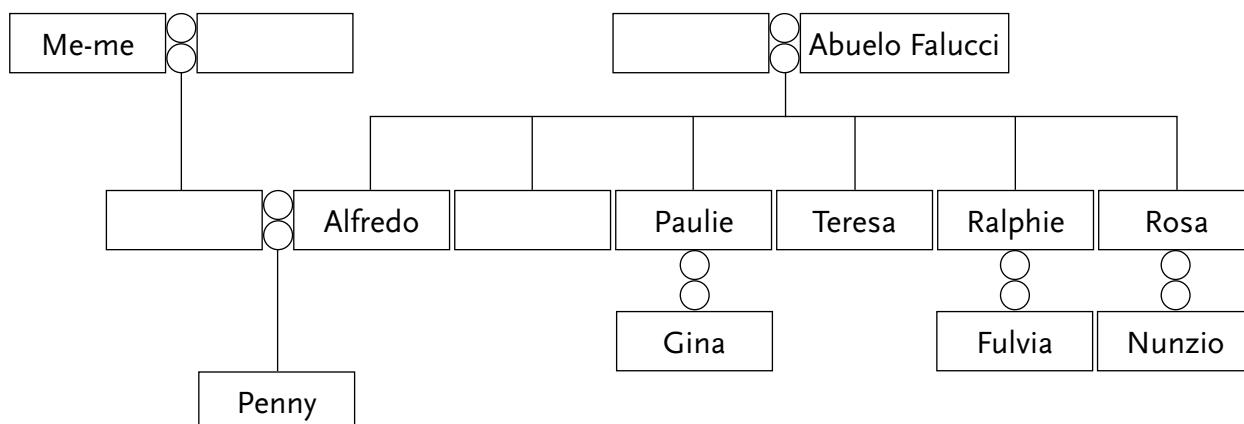 Me-me
Abuelo Falucci
Alfredo
Paulie
Teresa
Ralphie
Rosa
Gina
Fulvia
Nunzio
Penny